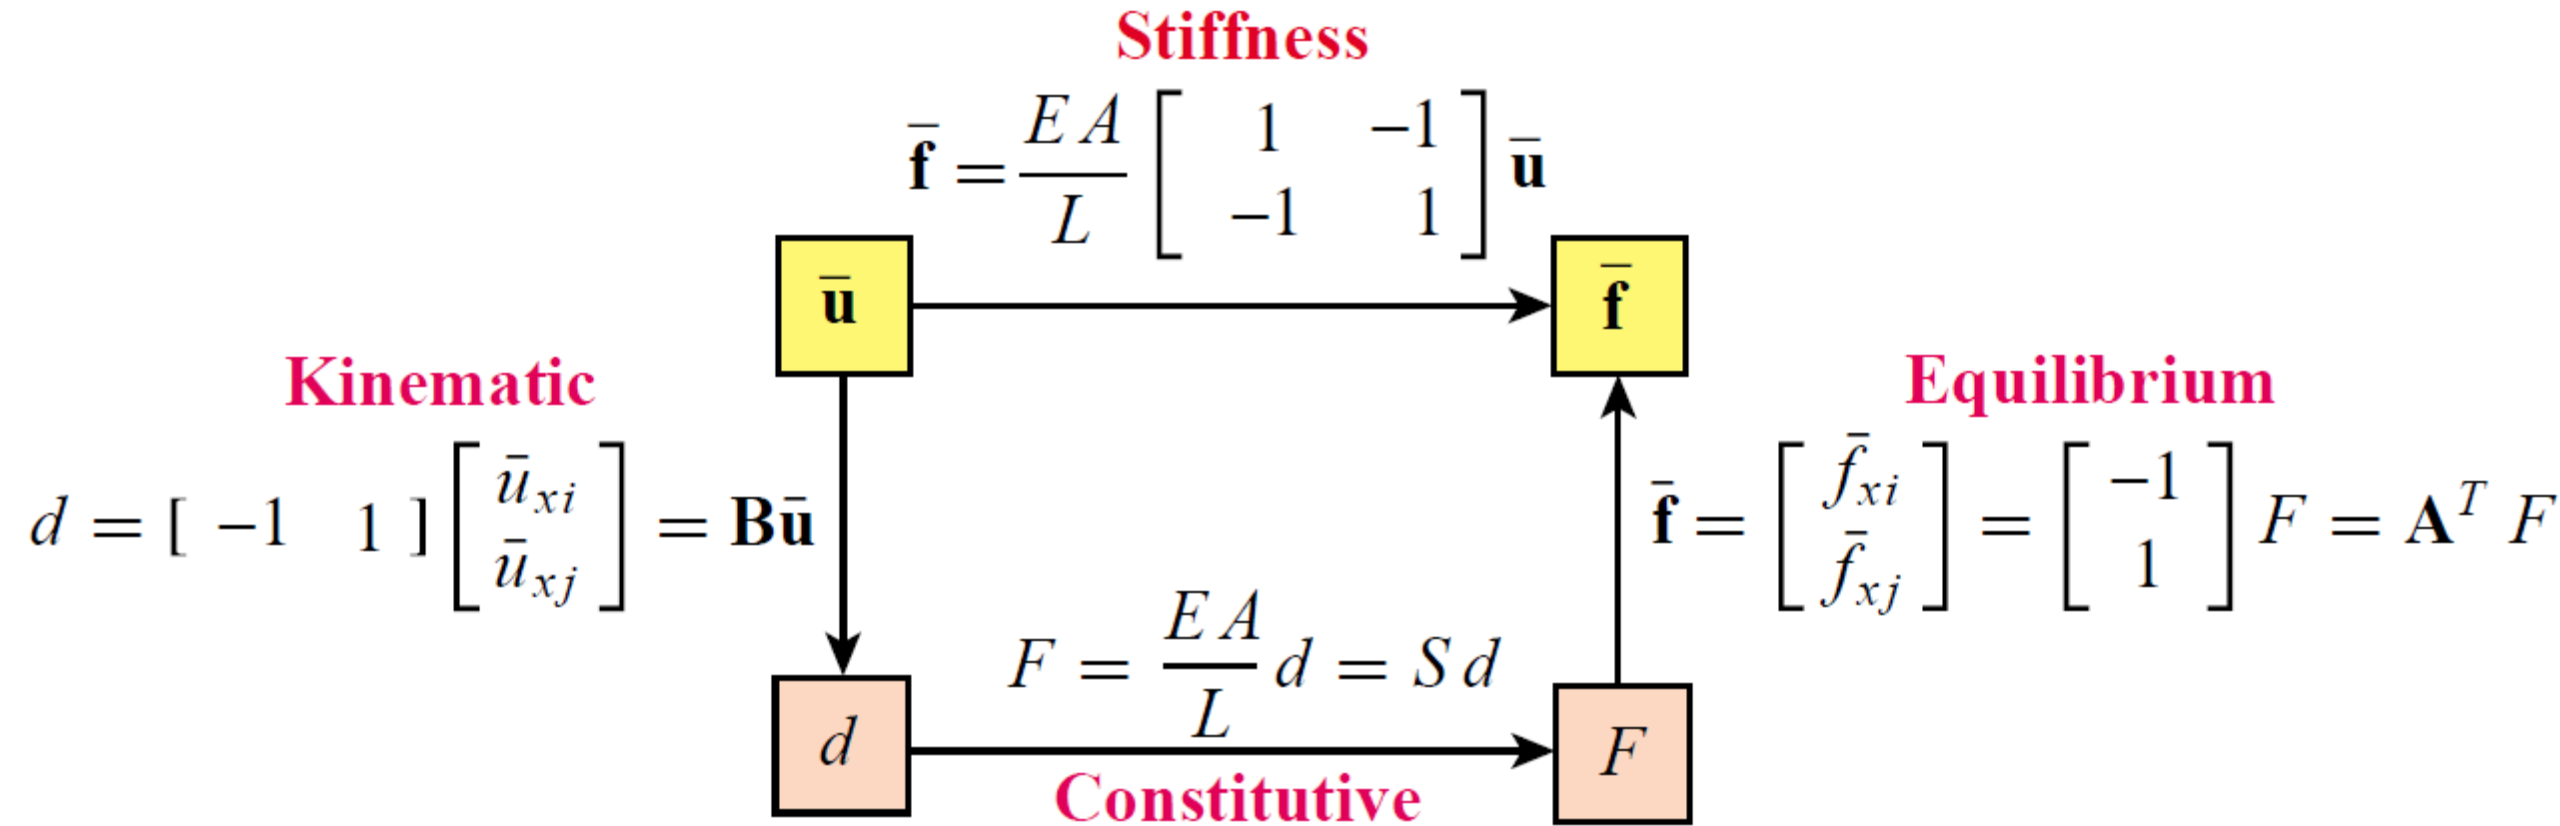 Stiffness
f̄ = EA/L [ 1 −1 ; −1 1 ] ū
ū
f̄
Kinematic
d = [ −1 1 ] [ ū_xi ; ū_xj ] = Bū
Equilibrium
f̄ = [ f̄_xi ; f̄_xj ] = [ −1 ; 1 ] F = A^T F
F = EA/L d = S d
d
F
Constitutive